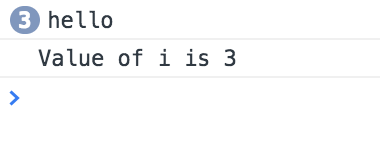 3 hello
Value of i is 3
>